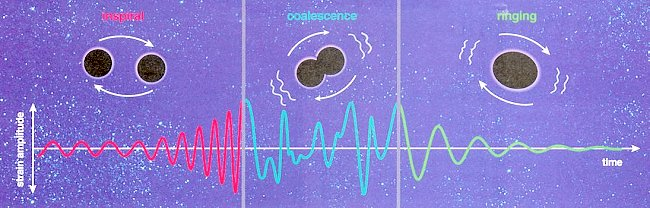 inspiral
coalescence
ringing
strain amplitude
time